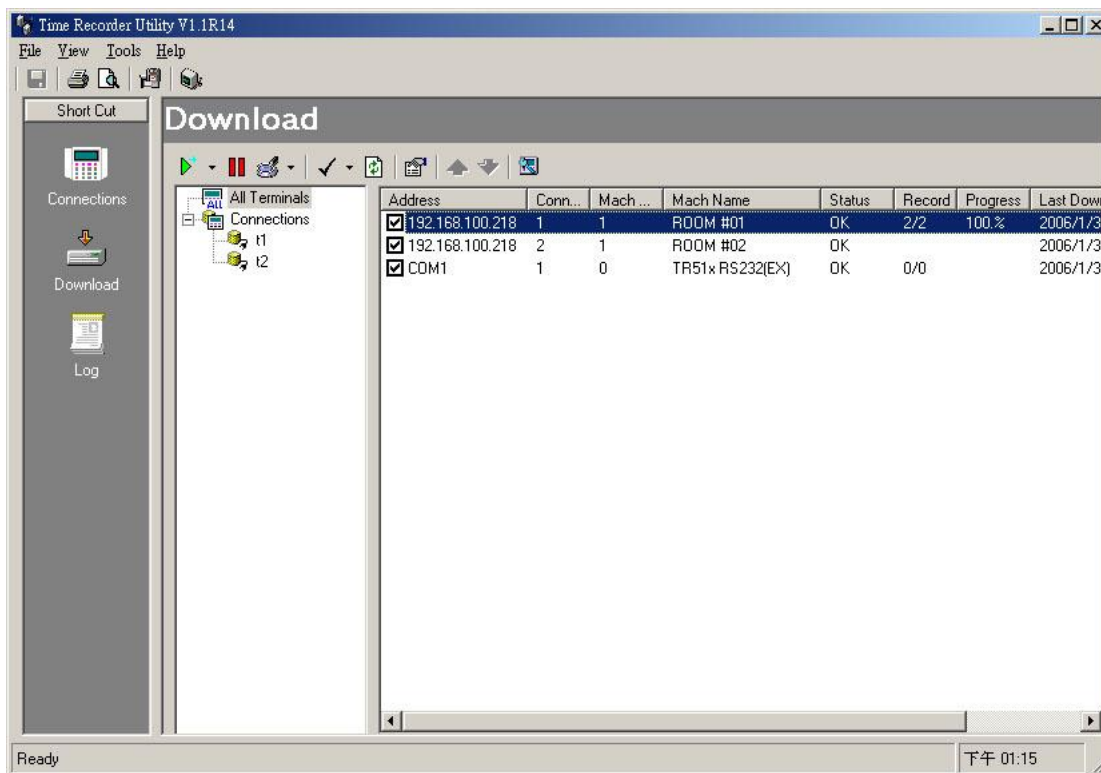 Time Recorder Utility V1.1R14
File View Tools Help
Short Cut
Connections
Download
Log
Download
ALL All Terminals
Connections
t1
t2
Address Conn... Mach ... Mach Name Status Record Progress Last Down
192.168.100.218 1 1 ROOM #01 OK 2/2 100.% 2006/1/3
192.168.100.218 2 1 ROOM #02 OK 2006/1/3
COM1 1 0 TR51x RS232(EX) OK 0/0 2006/1/3
Ready 下午 01:15